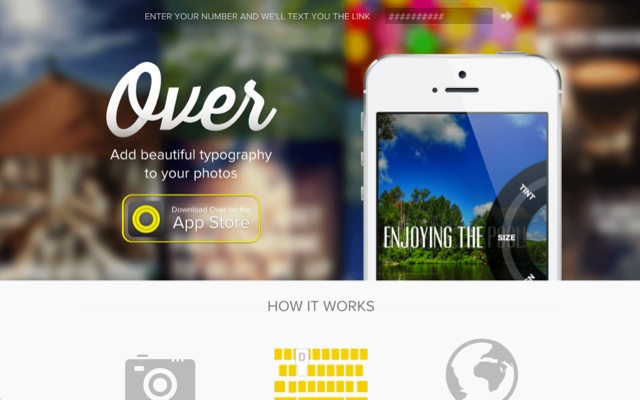 ENTER YOUR NUMBER AND WE'LL TEXT YOU THE LINK
##########
Over
Add beautiful typography
to your photos
Download Over on the
App Store
TINT
ENJOYING THE POOL
SIZE
HOW IT WORKS
D